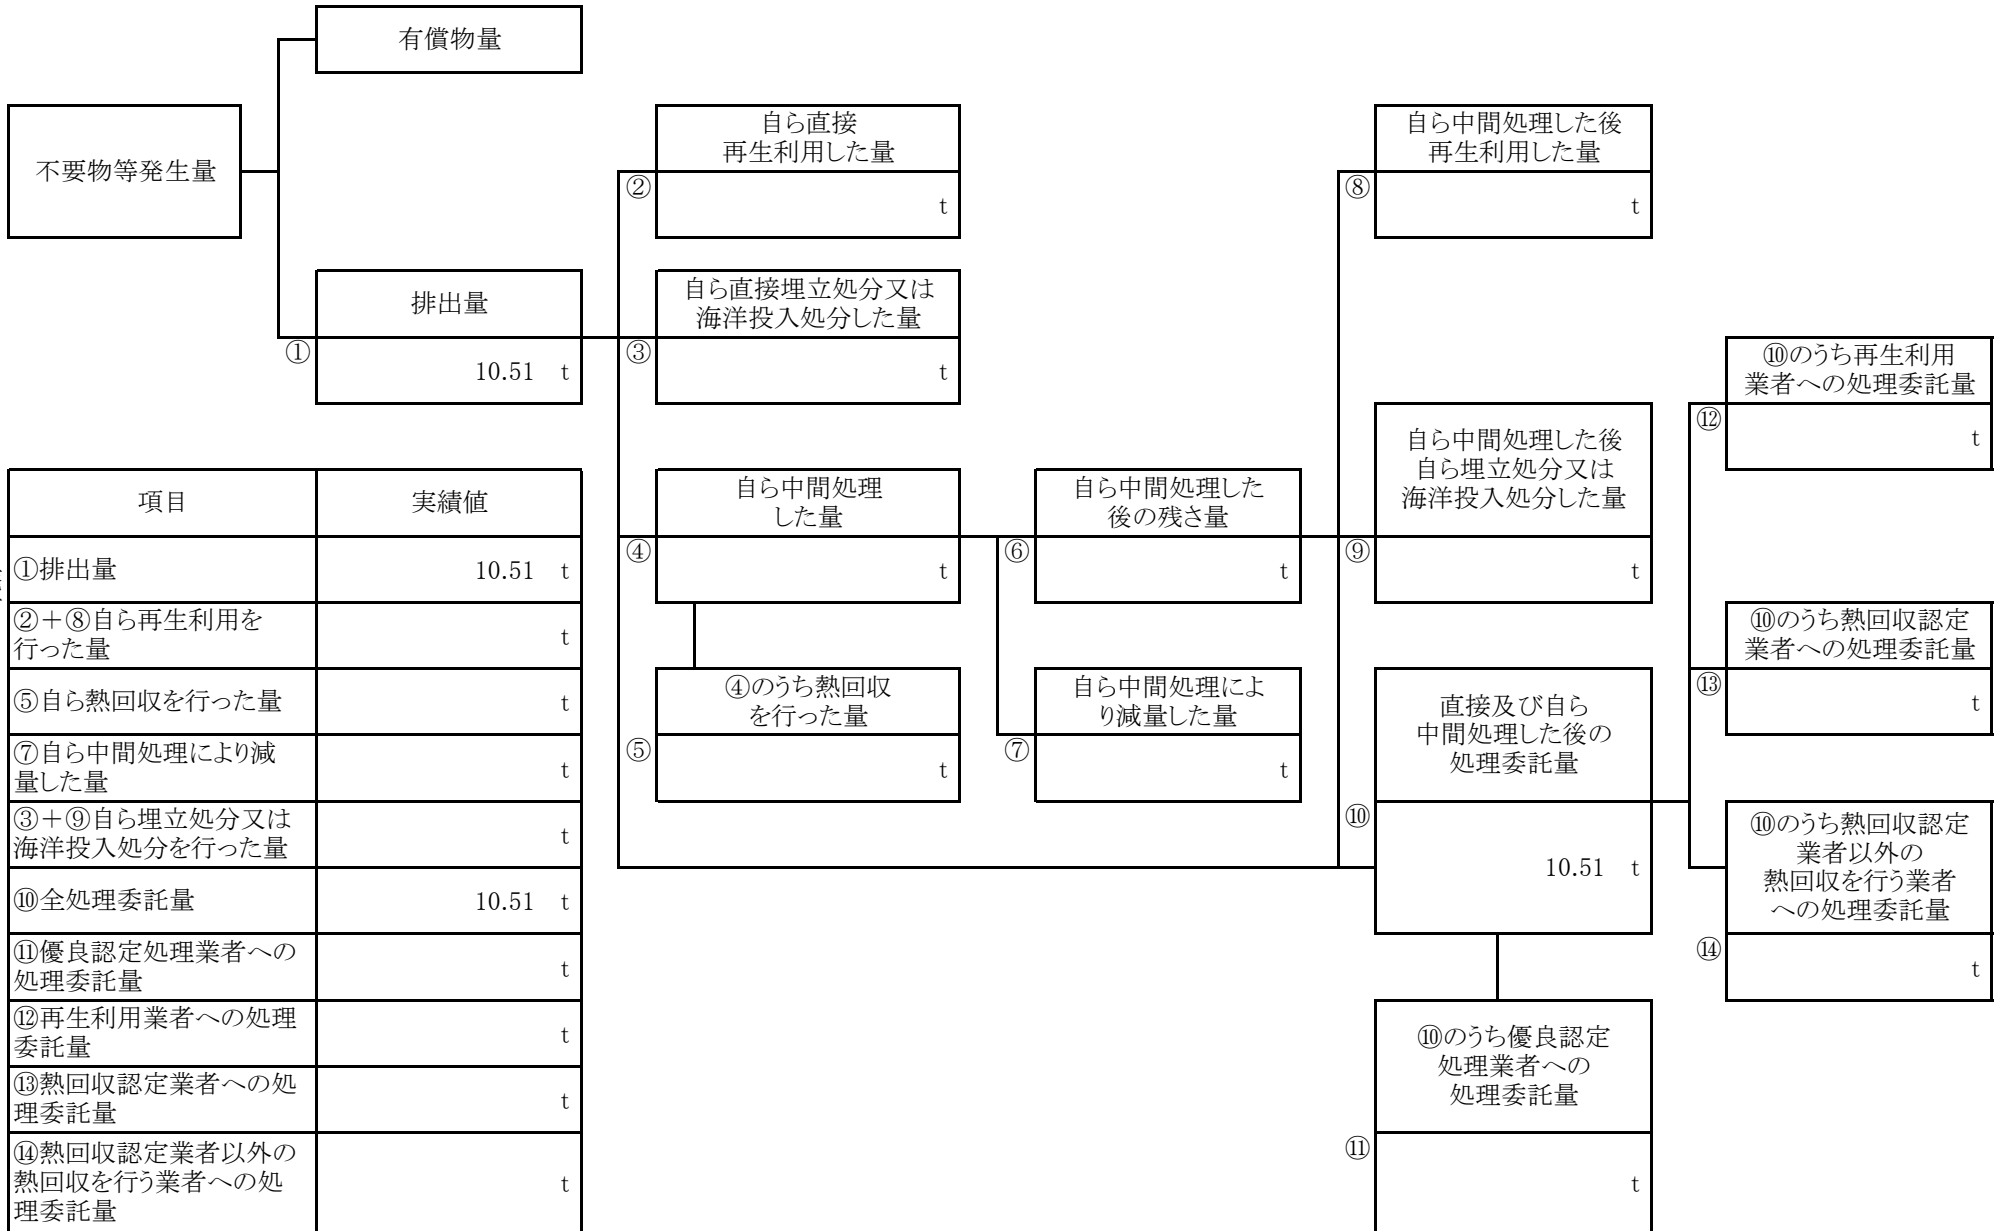 有償物量
不要物等発生量
自ら直接
再生利用した量
②
t
自ら中間処理した後
再生利用した量
⑧
t
排出量
①
10.51 t
自ら直接埋立処分又は
海洋投入処分した量
③
t
⑩のうち再生利用
業者への処理委託量
⑫
t
自ら中間処理
した量
④
t
自ら中間処理した
後の残さ量
⑥
t
自ら中間処理した後
自ら埋立処分又は
海洋投入処分した量
⑨
t
⑩のうち熱回収認定
業者への処理委託量
⑬
t
④のうち熱回収
を行った量
⑤
t
自ら中間処理によ
り減量した量
⑦
t
直接及び自ら
中間処理した後の
処理委託量
⑩
10.51 t
⑩のうち熱回収認定
業者以外の
熱回収を行う業者
への処理委託量
⑭
t
⑩のうち優良認定
処理業者への
処理委託量
⑪
t
項目 実績値
①排出量 10.51 t
②+⑧自ら再生利用を
行った量 t
⑤自ら熱回収を行った量 t
⑦自ら中間処理により減
量した量 t
③+⑨自ら埋立処分又は
海洋投入処分を行った量 t
⑩全処理委託量 10.51 t
⑪優良認定処理業者への
処理委託量 t
⑫再生利用業者への処理
委託量 t
⑬熱回収認定業者への処
理委託量 t
⑭熱回収認定業者以外の
熱回収を行う業者への処
理委託量 t